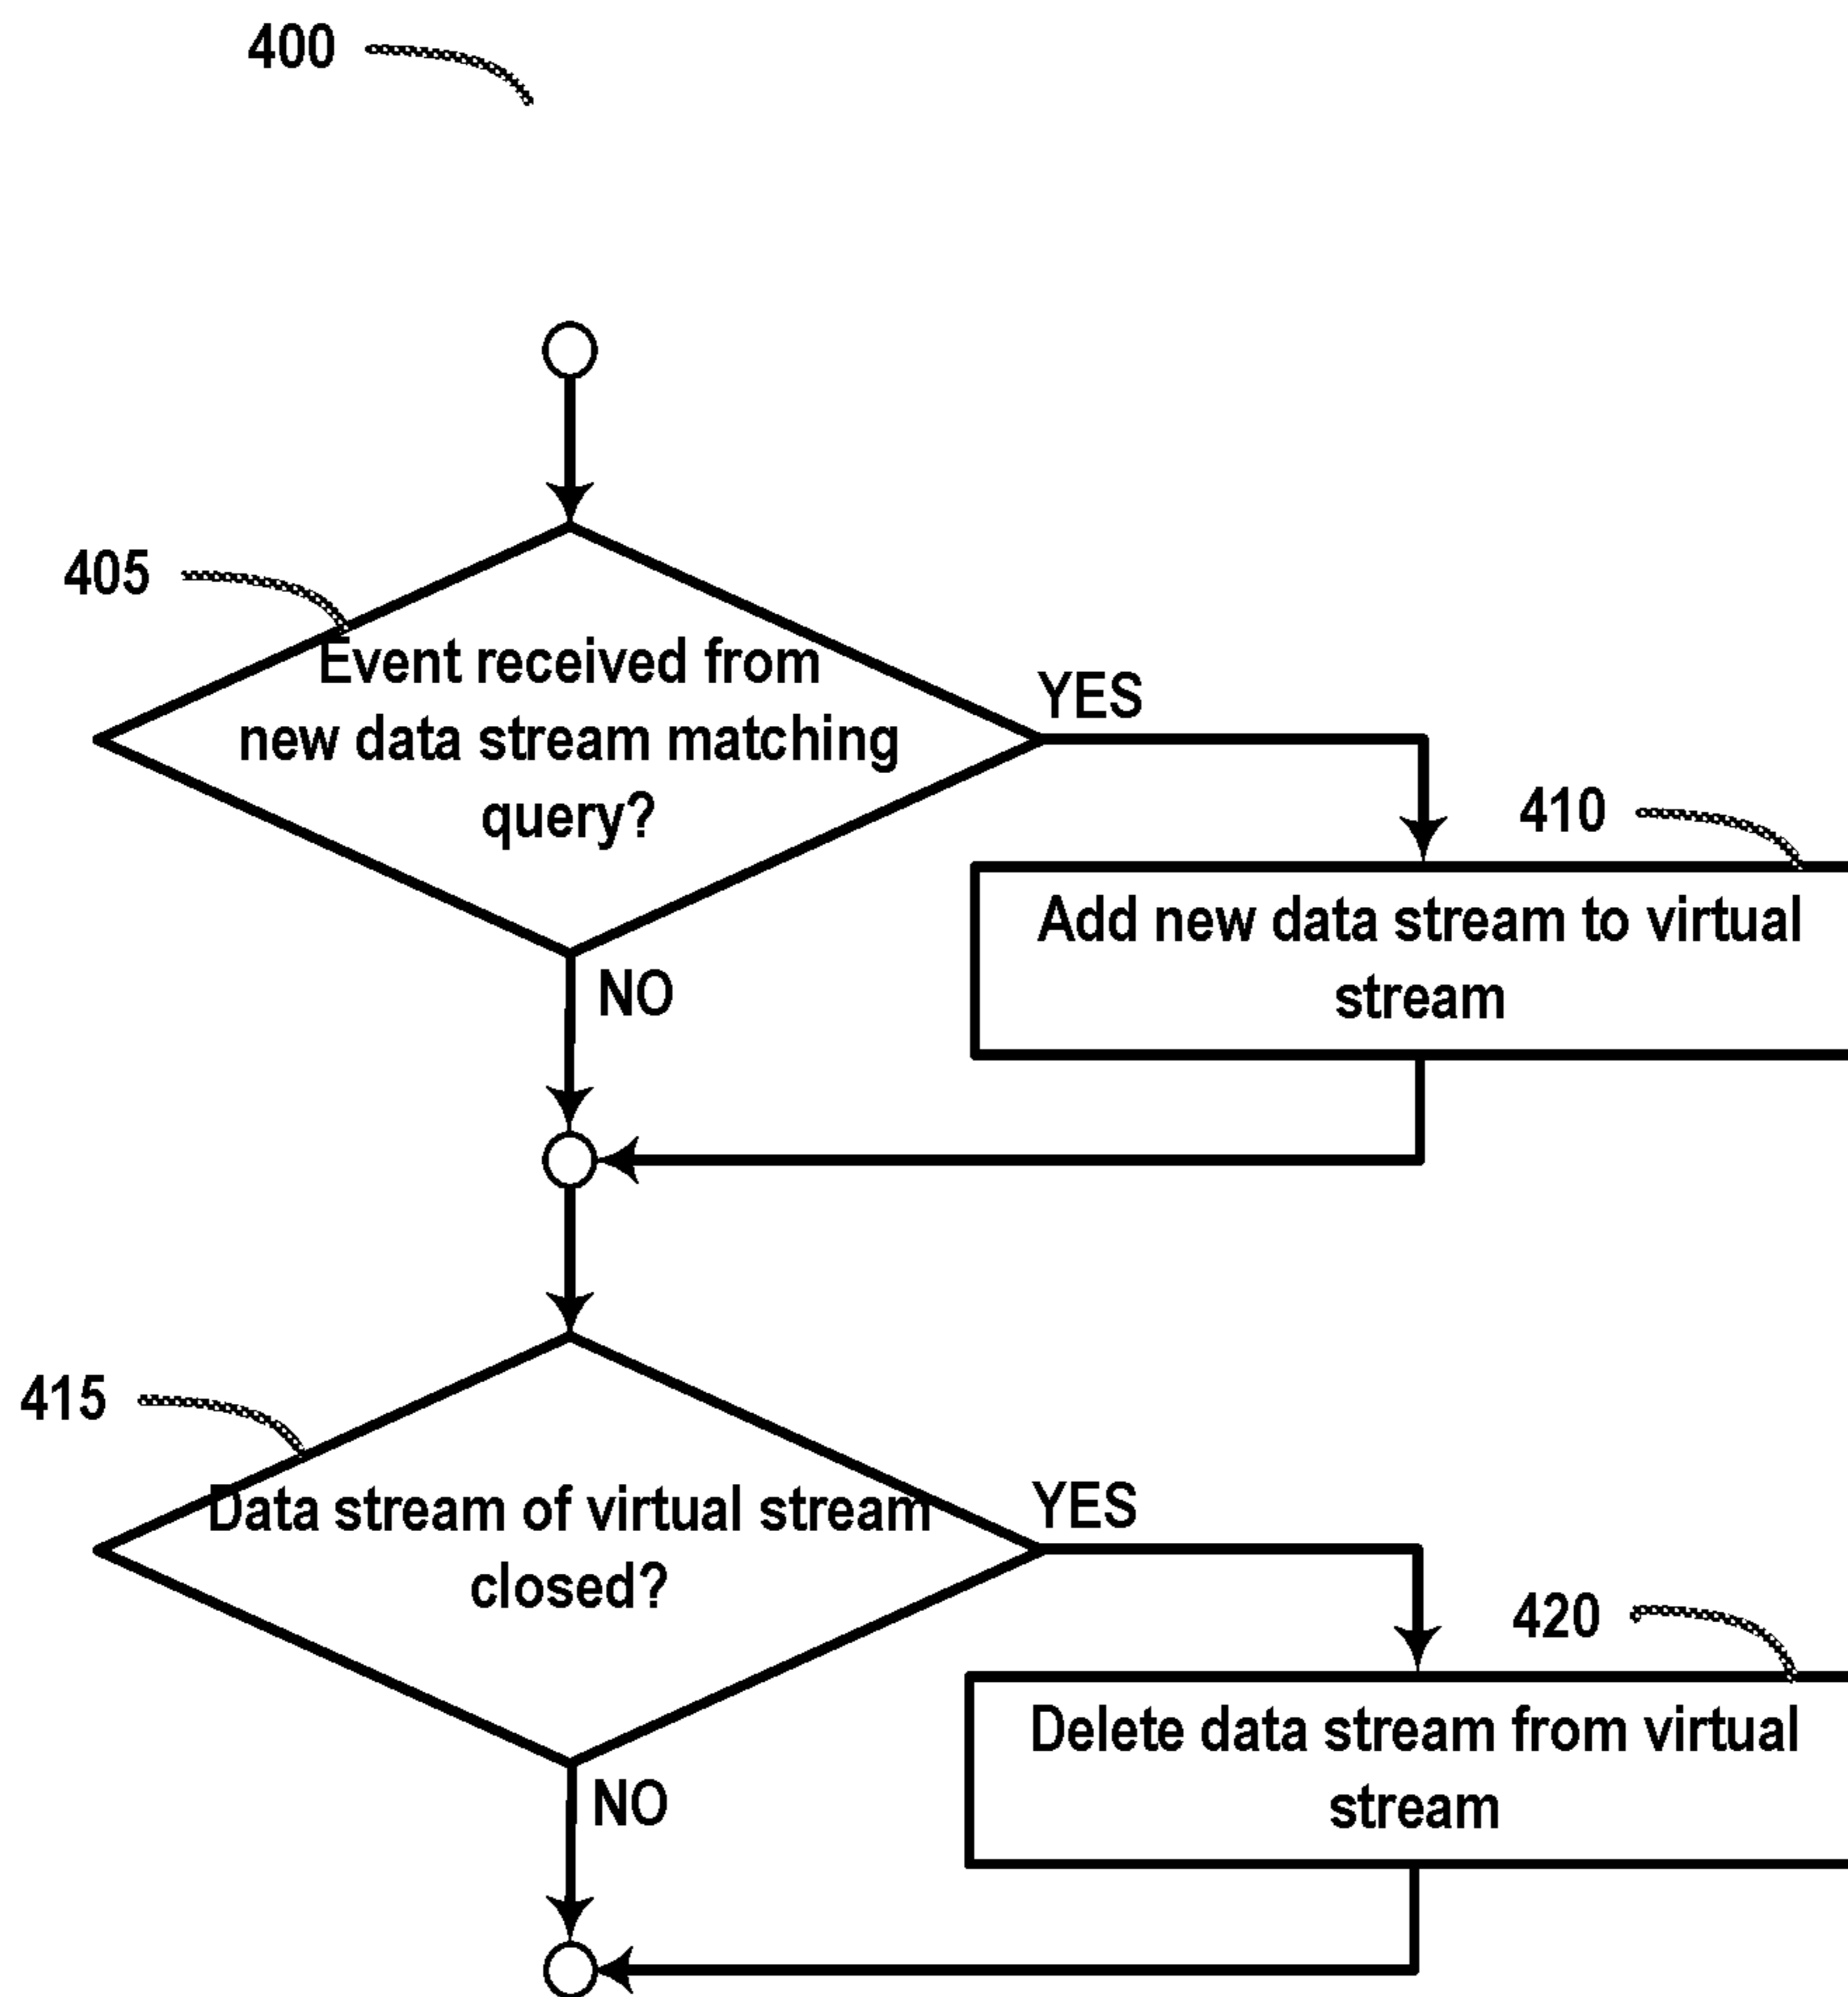 400
405
Event received from
new data stream matching
query?
YES
410
Add new data stream to virtual
stream
NO
415
Data stream of virtual stream
closed?
YES
420
Delete data stream from virtual
stream
NO